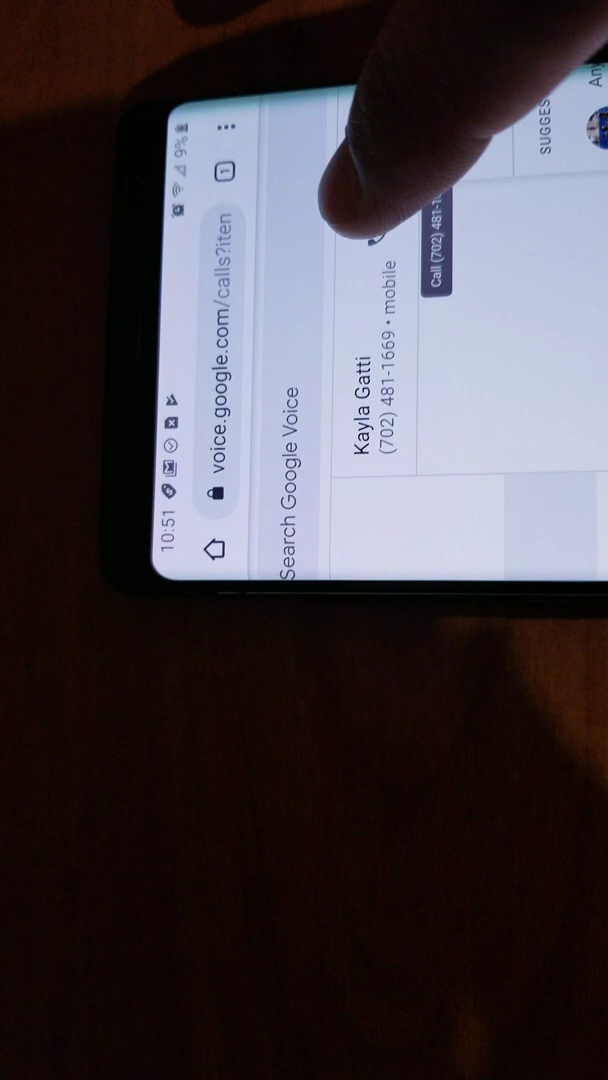 10:51 9%
voice.google.com/calls?iten 1
Search Google Voice
Kayla Gatti
(702) 481-1669 • mobile
Call (702) 481-1
SUGGES
An